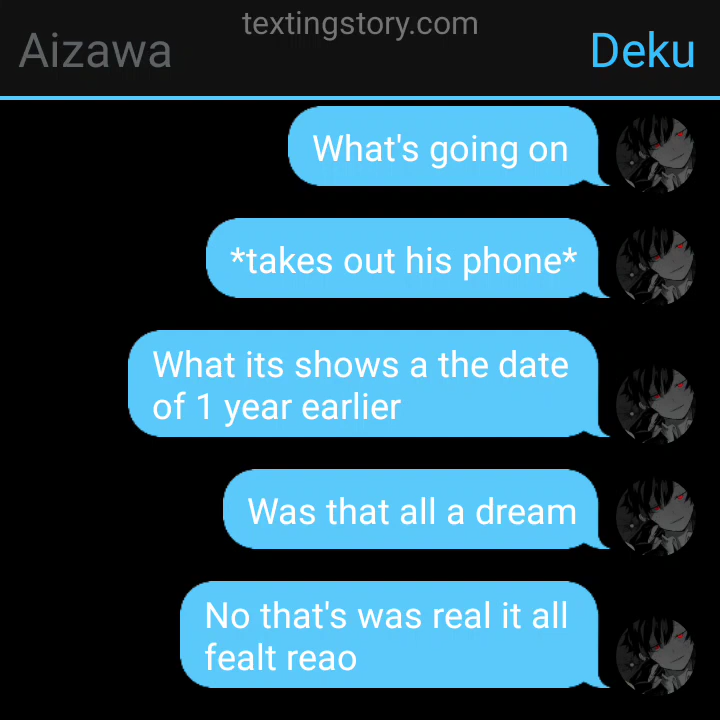 textingstory.com
Aizawa
Deku
What's going on
*takes out his phone*
What its shows a the date
of 1 year earlier
Was that all a dream
No that's was real it all
fealt reao